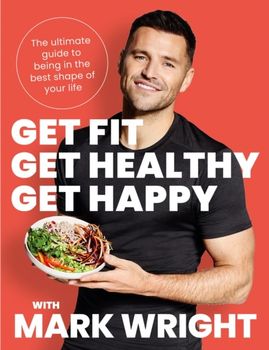 The ultimate
guide to
being in the
best shape of
your life
GET FIT
GET HEALTHY
GET HAPPY
WITH
MARK WRIGHT